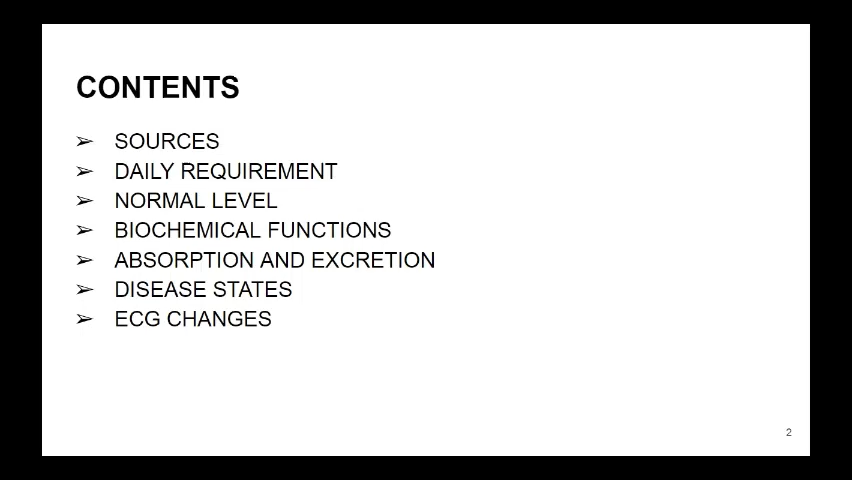 CONTENTS
➢ SOURCES
➢ DAILY REQUIREMENT
➢ NORMAL LEVEL
➢ BIOCHEMICAL FUNCTIONS
➢ ABSORPTION AND EXCRETION
➢ DISEASE STATES
➢ ECG CHANGES
2